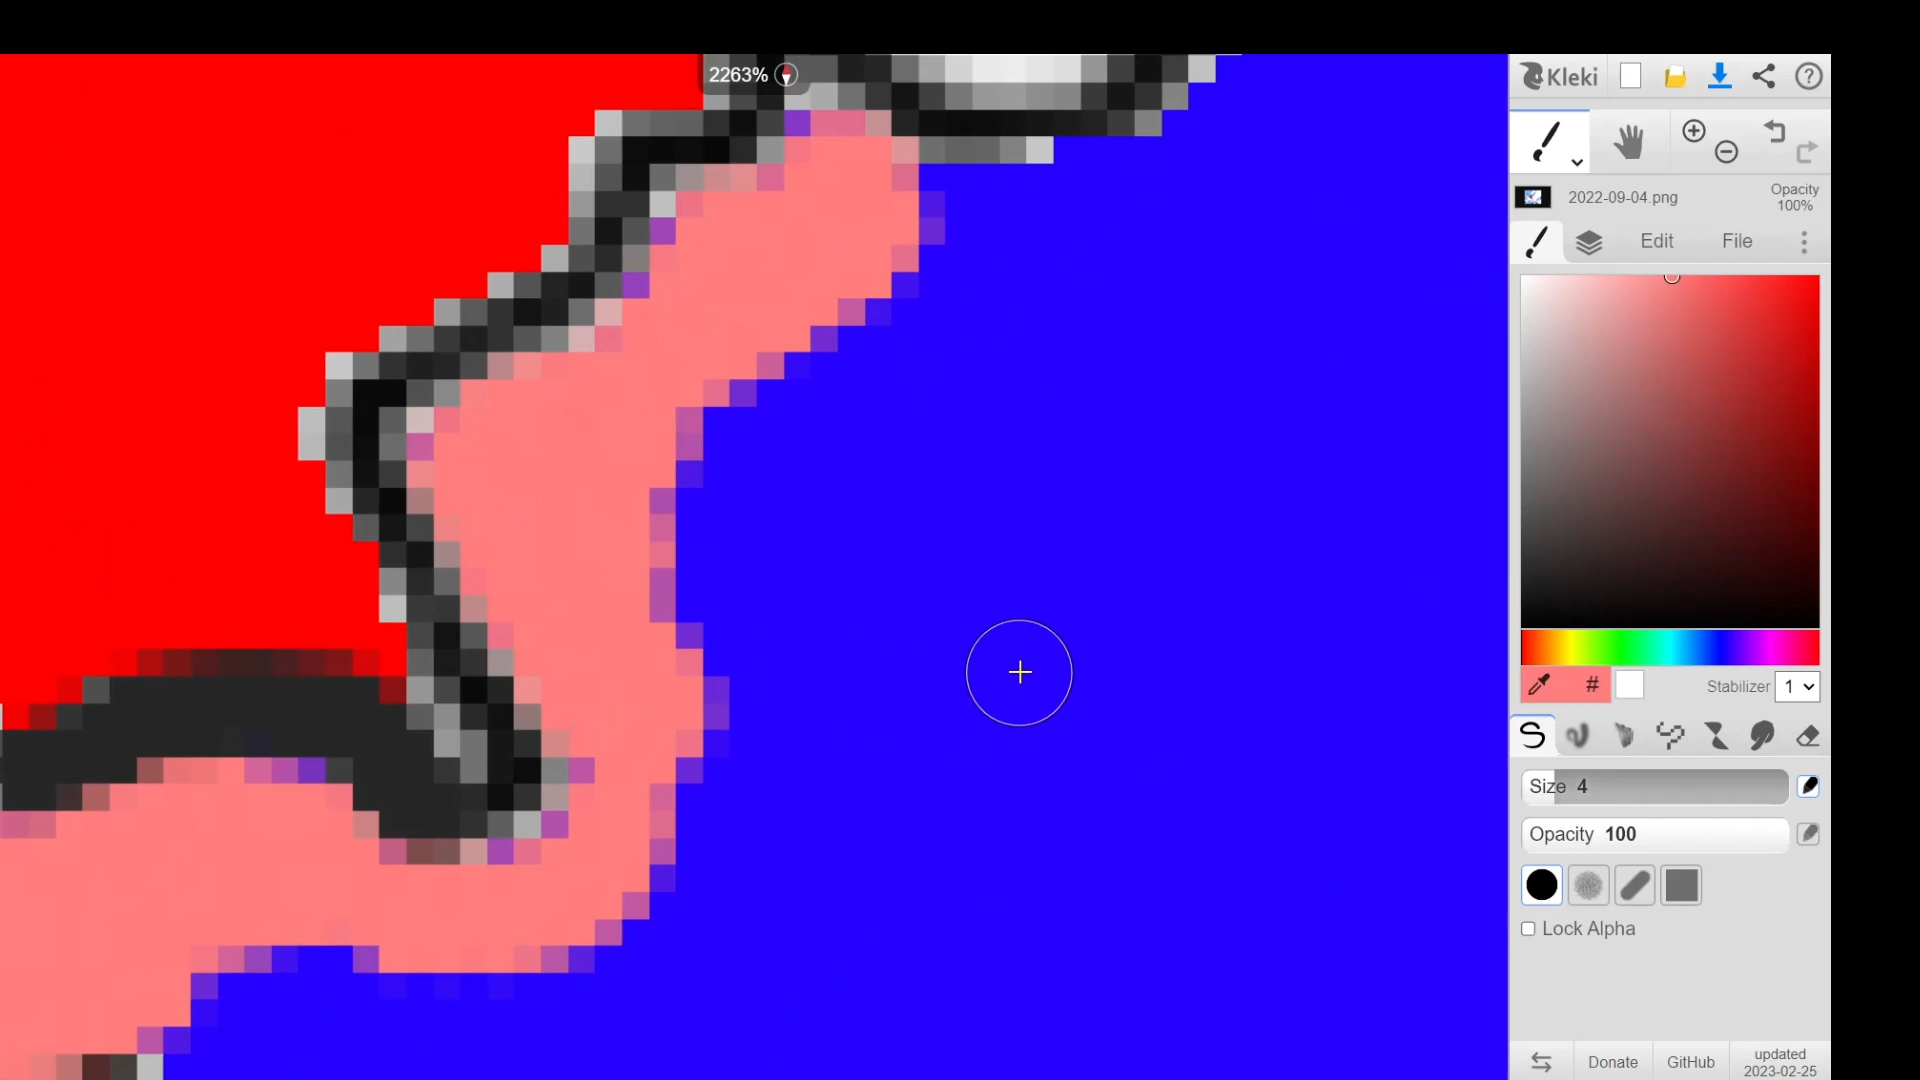 2263%
Kleki
2022-09-04.png
Opacity
100%
Edit
File
#
Stabilizer
1
Size 4
Opacity 100
Lock Alpha
Donate
GitHub
updated
2023-02-25